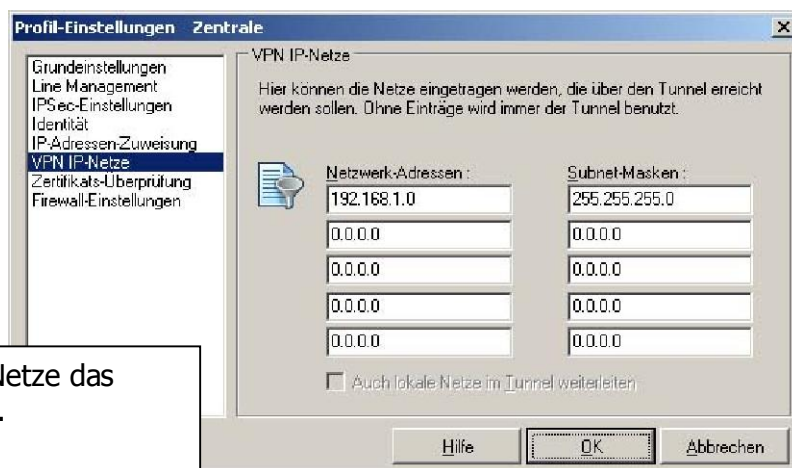 Profil-Einstellungen Zentrale
Grundeinstellungen
Line Management
IPSec-Einstellungen
Identität
IP-Adressen-Zuweisung
VPN IP-Netze
Zertifikats-Überprüfung
Firewall-Einstellungen
VPN IP-Netze
Hier können die Netze eingetragen werden, die über den Tunnel erreicht
werden sollen. Ohne Einträge wird immer der Tunnel benutzt.
Netzwerk-Adressen : Subnet-Masken :
192.168.1.0 255.255.255.0
0.0.0.0 0.0.0.0
0.0.0.0 0.0.0.0
0.0.0.0 0.0.0.0
0.0.0.0 0.0.0.0
Auch lokale Netze im Tunnel weiterleiten
Netze das
.
Hilfe OK Abbrechen